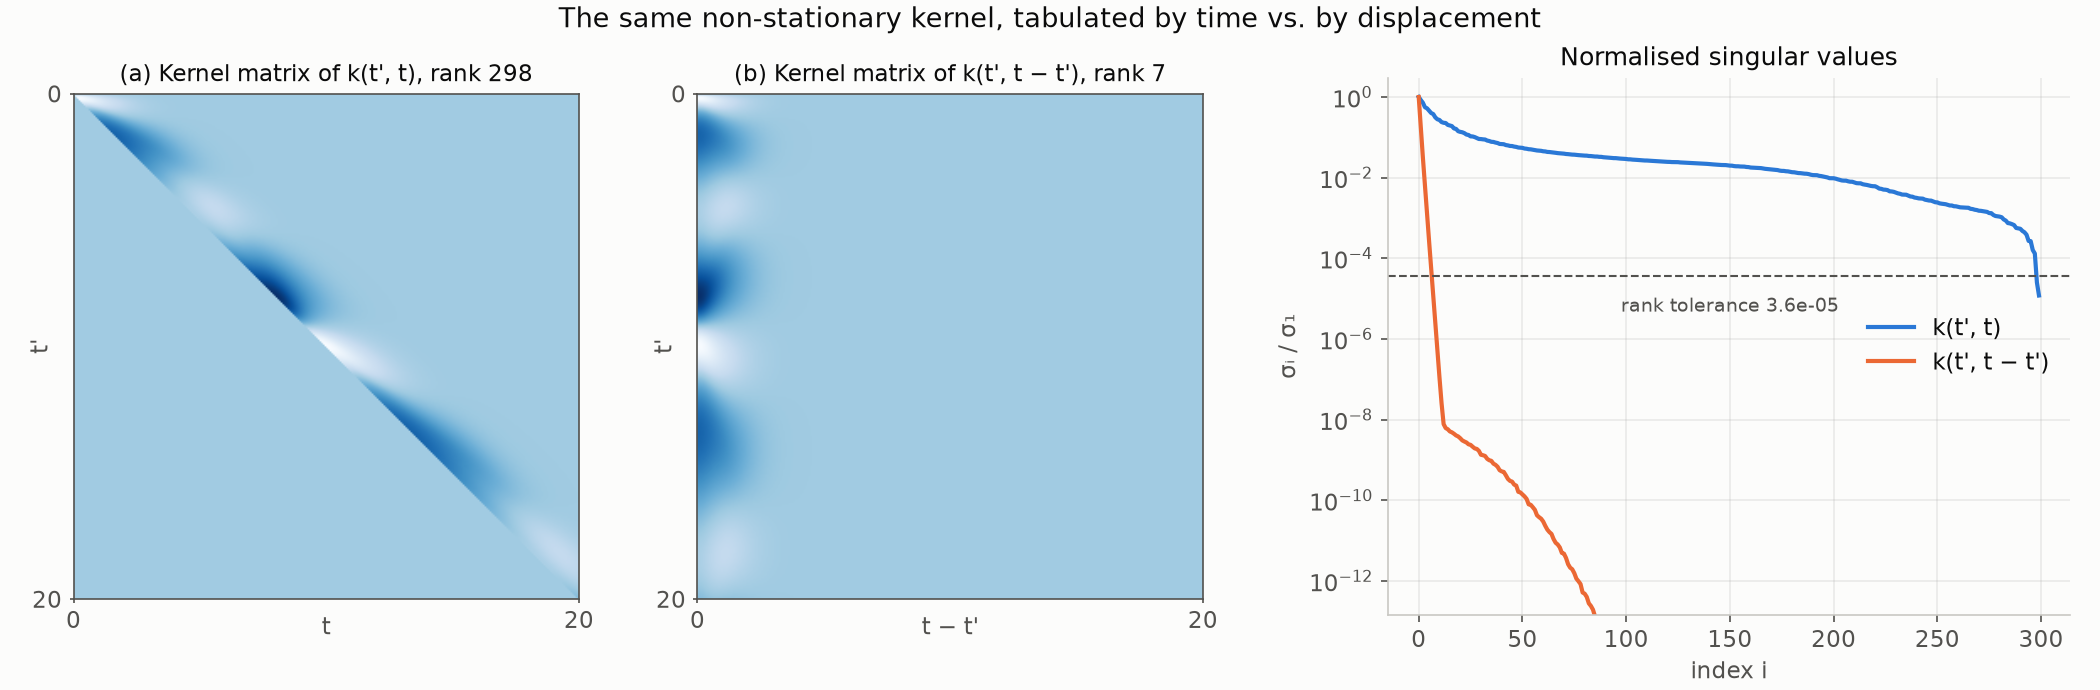 The same non-stationary kernel, tabulated by time vs. by displacement
(a) Kernel matrix of k(t', t), rank 298
0
t'
20
0
t
20
(b) Kernel matrix of k(t', t − t'), rank 7
0
t'
20
0
t − t'
20
Normalised singular values
10⁰
10⁻²
10⁻⁴
10⁻⁶
10⁻⁸
10⁻¹⁰
10⁻¹²
σᵢ / σ₁
rank tolerance 3.6e-05
k(t', t)
k(t', t − t')
0
50
100
150
200
250
300
index i